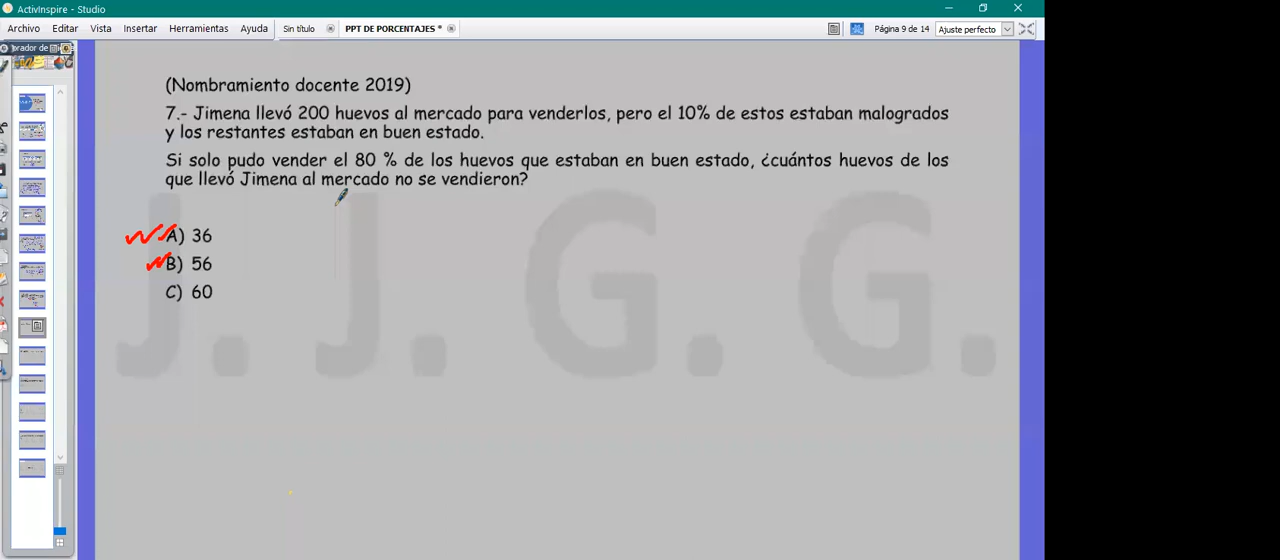 ActivInspire - Studio
Archivo Editar Vista Insertar Herramientas Ayuda Sin título PPT DE PORCENTAJES * Página 9 de 14 Ajuste perfecto
rador de
(Nombramiento docente 2019)
7.- Jimena llevó 200 huevos al mercado para venderlos, pero el 10% de estos estaban malogrados
y los restantes estaban en buen estado.
Si solo pudo vender el 80 % de los huevos que estaban en buen estado, ¿cuántos huevos de los
que llevó Jimena al mercado no se vendieron?
A) 36
B) 56
C) 60
J. J. G. G.